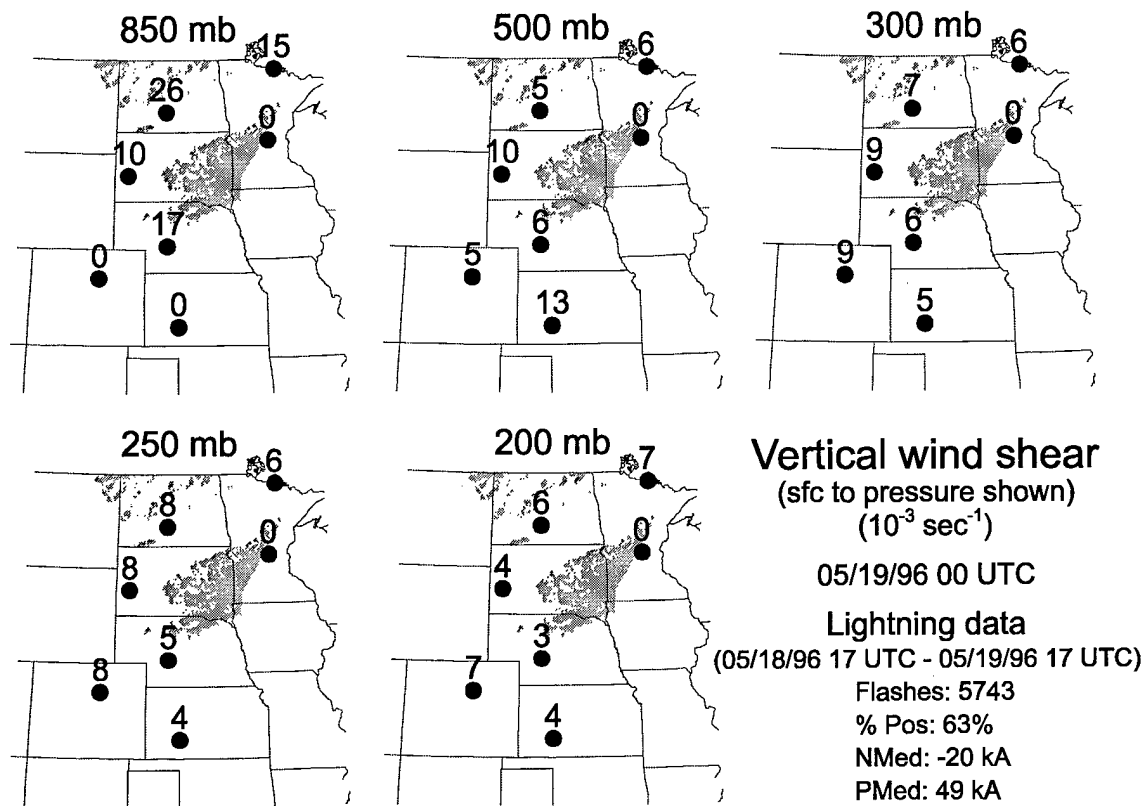 850 mb
15
26
0
10
17
0
0
500 mb
6
5
0
10
6
5
13
300 mb
6
7
0
9
6
9
5
250 mb
6
8
0
8
5
8
4
200 mb
7
6
0
4
3
7
4
Vertical wind shear
(sfc to pressure shown)
(10⁻³ sec⁻¹)
05/19/96 00 UTC
Lightning data
(05/18/96 17 UTC - 05/19/96 17 UTC)
Flashes: 5743
% Pos: 63%
NMed: -20 kA
PMed: 49 kA